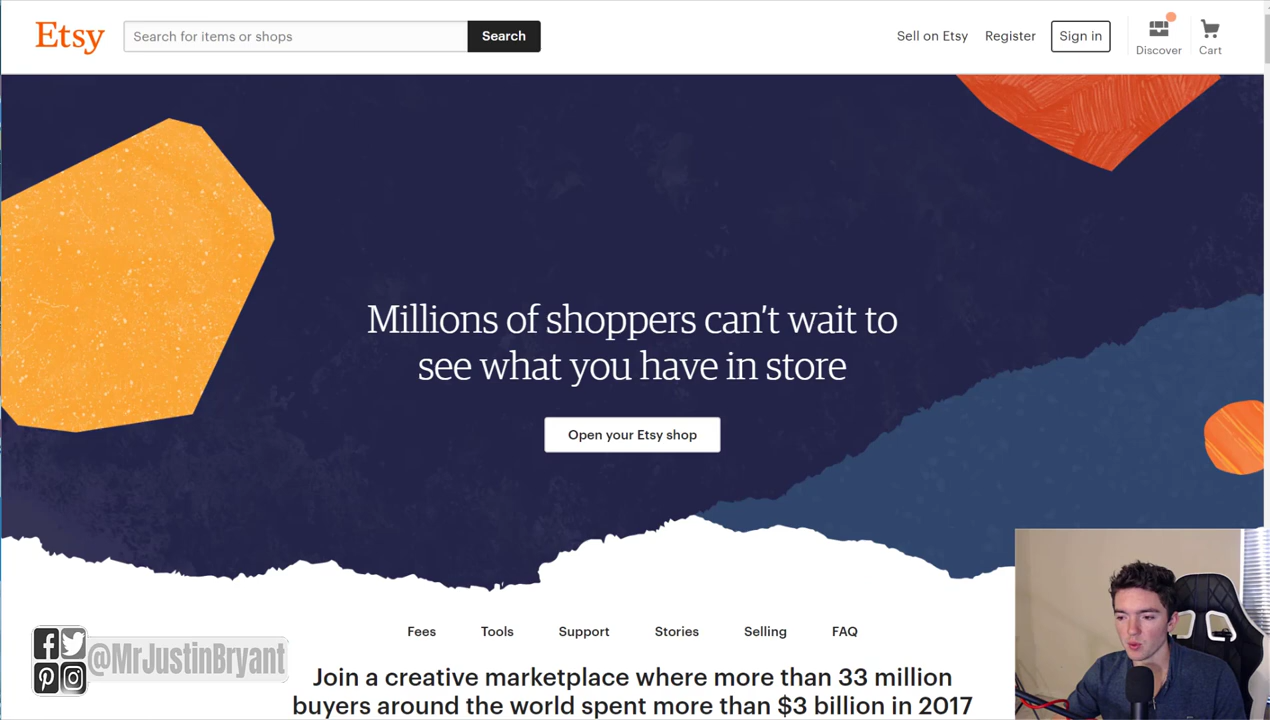 Etsy
Search for items or shops
Search
Sell on Etsy
Register
Sign in
Discover
Cart
Millions of shoppers can't wait to
see what you have in store
Open your Etsy shop
Fees
Tools
Support
Stories
Selling
FAQ
@MrJustinBryant
Join a creative marketplace where more than 33 million
buyers around the world spent more than $3 billion in 2017